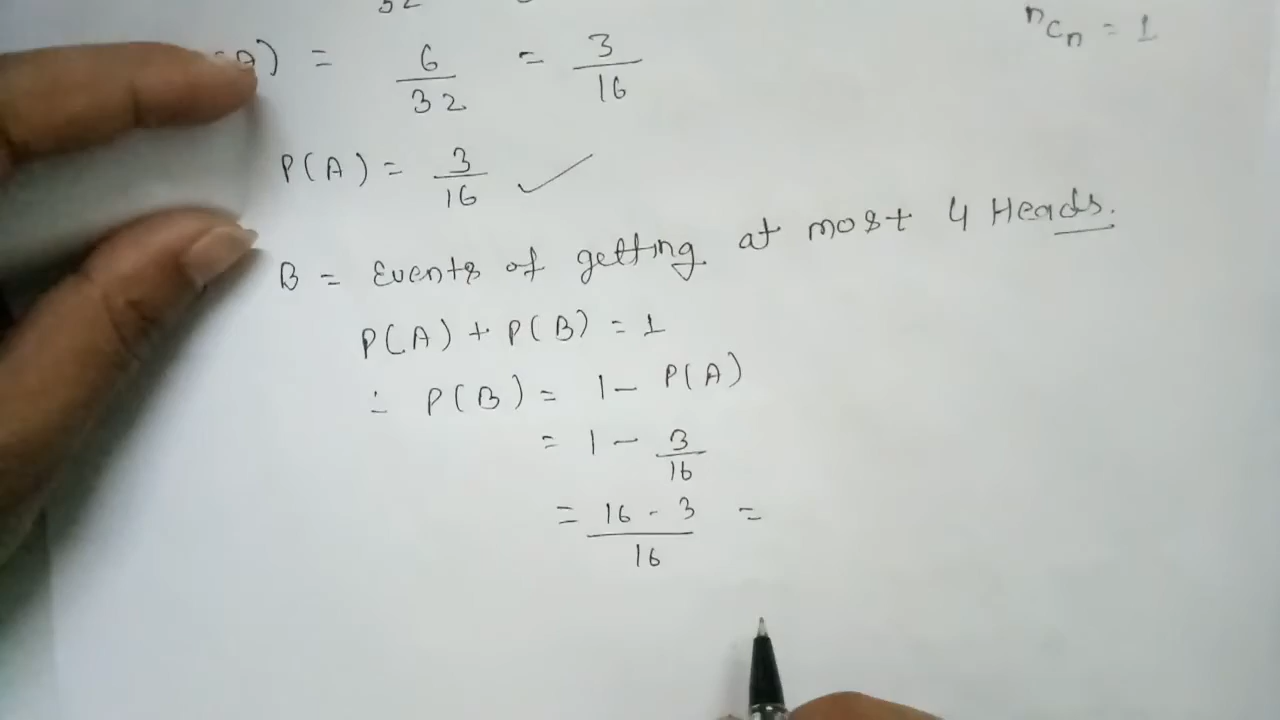 ⁿCₙ = 1
A) = 6/32 = 3/16
P(A) = 3/16 ✓
B = Events of getting at most 4 Heads.
P(A) + P(B) = 1
∴ P(B) = 1 - P(A)
= 1 - 3/16
= 16 - 3/16 =